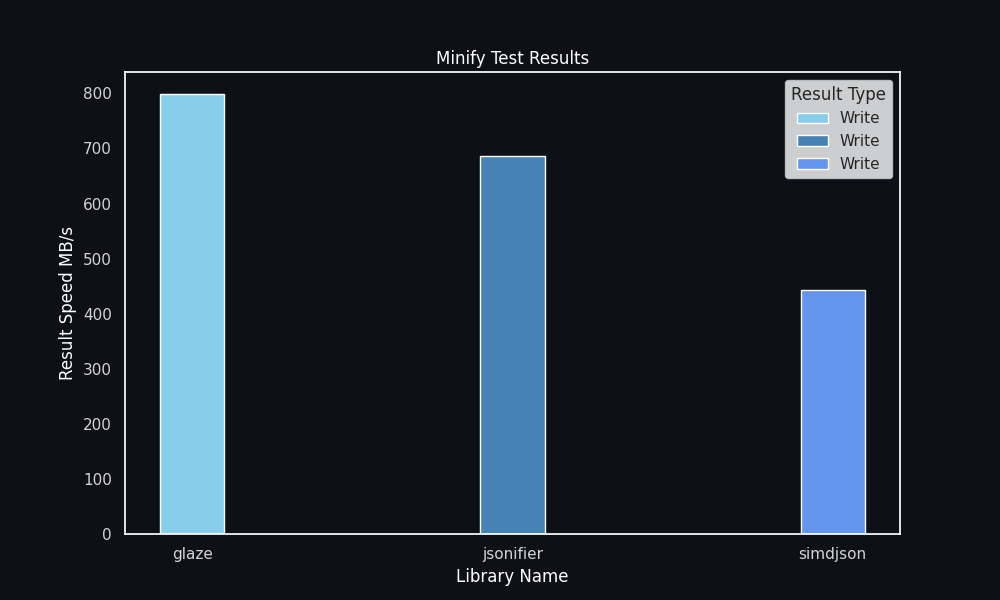 Minify Test Results
Result Type
Write
Write
Write
800
700
600
500
400
300
200
100
0
Result Speed MB/s
glaze
jsonifier
simdjson
Library Name